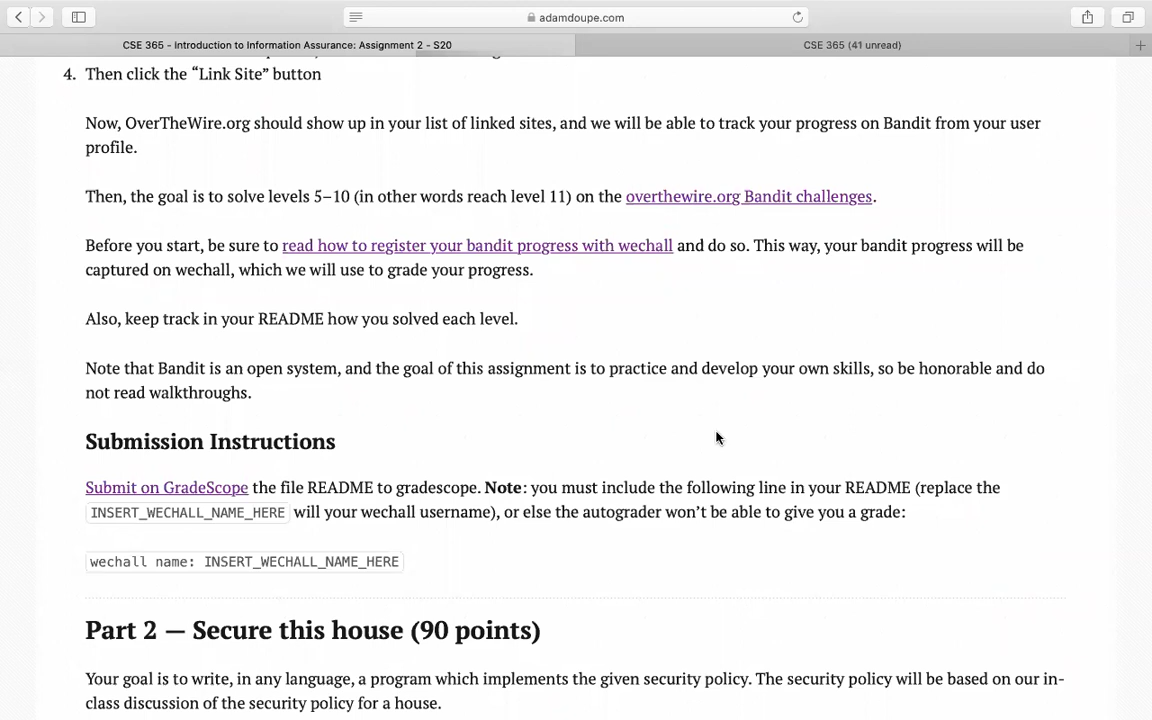 adamdoupe.com
CSE 365 - Introduction to Information Assurance: Assignment 2 - S20
CSE 365 (41 unread)
4. Then click the “Link Site” button
Now, OverTheWire.org should show up in your list of linked sites, and we will be able to track your progress on Bandit from your user
profile.
Then, the goal is to solve levels 5–10 (in other words reach level 11) on the overthewire.org Bandit challenges.
Before you start, be sure to read how to register your bandit progress with wechall and do so. This way, your bandit progress will be
captured on wechall, which we will use to grade your progress.
Also, keep track in your README how you solved each level.
Note that Bandit is an open system, and the goal of this assignment is to practice and develop your own skills, so be honorable and do
not read walkthroughs.
Submission Instructions
Submit on GradeScope the file README to gradescope. Note: you must include the following line in your README (replace the
INSERT_WECHALL_NAME_HERE will your wechall username), or else the autograder won’t be able to give you a grade:
wechall name: INSERT_WECHALL_NAME_HERE
Part 2 — Secure this house (90 points)
Your goal is to write, in any language, a program which implements the given security policy. The security policy will be based on our in-
class discussion of the security policy for a house.